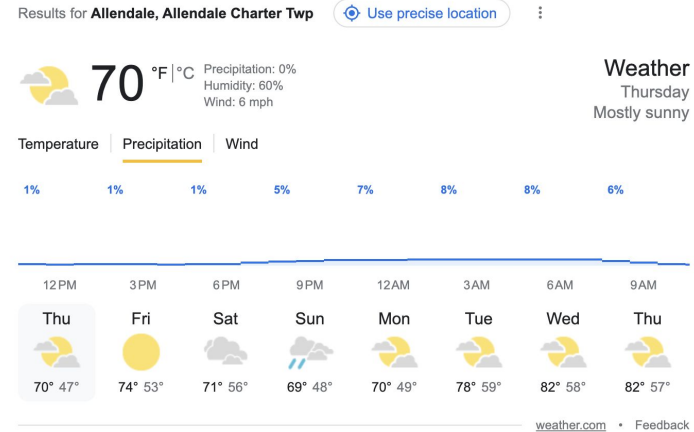 Results for Allendale, Allendale Charter Twp
Use precise location
70 °F | °C
Precipitation: 0%
Humidity: 60%
Wind: 6 mph
Weather
Thursday
Mostly sunny
Temperature
Precipitation
Wind
1% 1% 1% 5% 7% 8% 8% 6%
12 PM 3 PM 6 PM 9 PM 12 AM 3 AM 6 AM 9 AM
Thu Fri Sat Sun Mon Tue Wed Thu
70° 47° 74° 53° 71° 56° 69° 48° 70° 49° 78° 59° 82° 58° 82° 57°
weather.com • Feedback